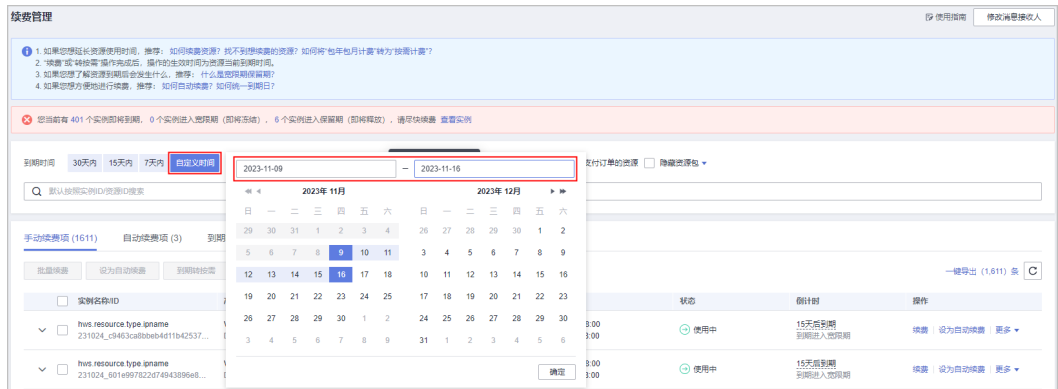 续费管理
使用指南 修改消息接收人
1. 如果您想延长资源使用时间，推荐： 如何续费资源? 找不到想续费的资源? 如何将"包年包月计费"转为"按需计费"?
2. "续费"或"转按需"操作完成后，操作的生效时间为资源当前到期时间。
3. 如果您想了解资源到期后会发生什么，推荐： 什么是宽限期保留期?
4. 如果您想方便地进行续费，推荐： 如何自动续费? 如何统一到期日?
您当前有 401 个实例即将到期， 0 个实例进入宽限期（即将冻结）， 6 个实例进入保留期（即将释放），请尽快续费 查看实例
到期时间 30天内 15天内 7天内 自定义时间 支付订单的资源 隐藏资源包
2023-11-09 – 2023-11-16
默认按照实例ID/资源ID搜索
2023年 11月 2023年 12月
日 一 二 三 四 五 六 日 一 二 三 四 五 六
29 30 31 1 2 3 4 26 27 28 29 30 1 2
手动续费项 (1611) 自动续费项 (3) 到期
5 6 7 8 9 10 11 3 4 5 6 7 8 9
批量续费 设为自动续费 到期转按需
12 13 14 15 16 17 18 10 11 12 13 14 15 16
一键导出 (1,611) 条
19 20 21 22 23 24 25 17 18 19 20 21 22 23
实例名称/ID 状态 倒计时 操作
26 27 28 29 30 1 2 24 25 26 27 28 29 30
hws.resource.type.ipname 8:00 使用中 15天后到期 续费 设为自动续费 更多
231024_c9463ca8bbeb4d11b42537... 3:00 到期进入宽限期
3 4 5 6 7 8 9 31 1 2 3 4 5 6
确定
hws.resource.type.ipname 8:00 使用中 15天后到期 续费 设为自动续费 更多
231024_601e997822d74943896e8... 3:00 到期进入宽限期